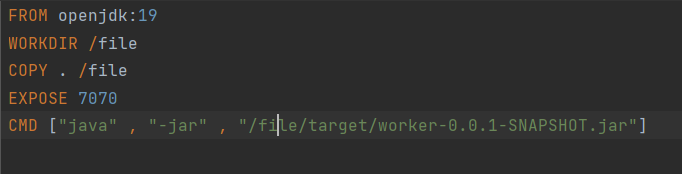 FROM openjdk:19
WORKDIR /file
COPY . /file
EXPOSE 7070
CMD ["java" , "-jar" , "/file/target/worker-0.0.1-SNAPSHOT.jar"]